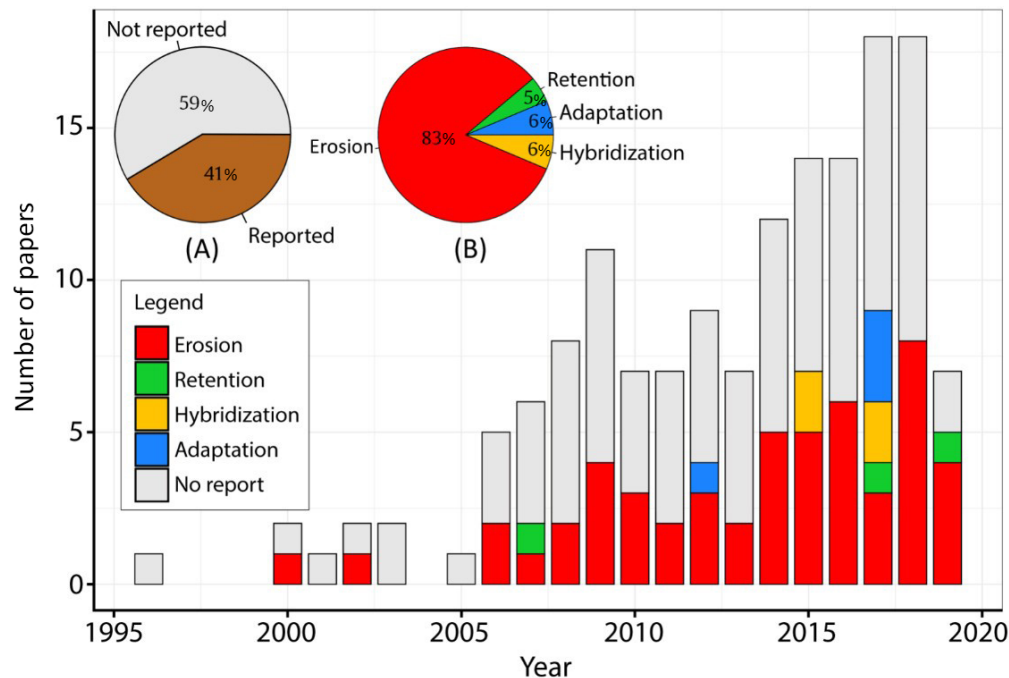 Not reported
59%
41%
Reported
(A)
Retention
5%
Adaptation
6%
Erosion
83%
6%
Hybridization
(B)
Legend
Erosion
Retention
Hybridization
Adaptation
No report
Number of papers
15
10
5
0
1995 2000 2005 2010 2015 2020
Year